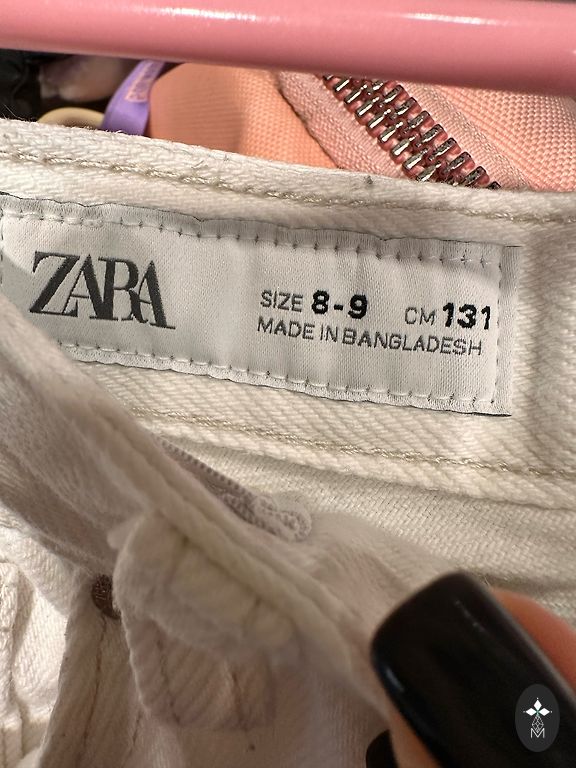 ZARA
SIZE 8-9 CM 131
MADE IN BANGLADESH
M